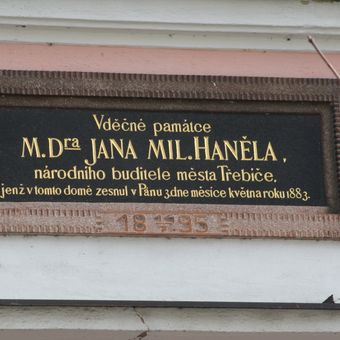 Vděčné památce
M.Dra JANA MIL. HANĚLA,
národního buditele města Třebíče,
jenž v tomto domě zesnul v Pánu 3. dne měsíce května roku 1883.
18 95